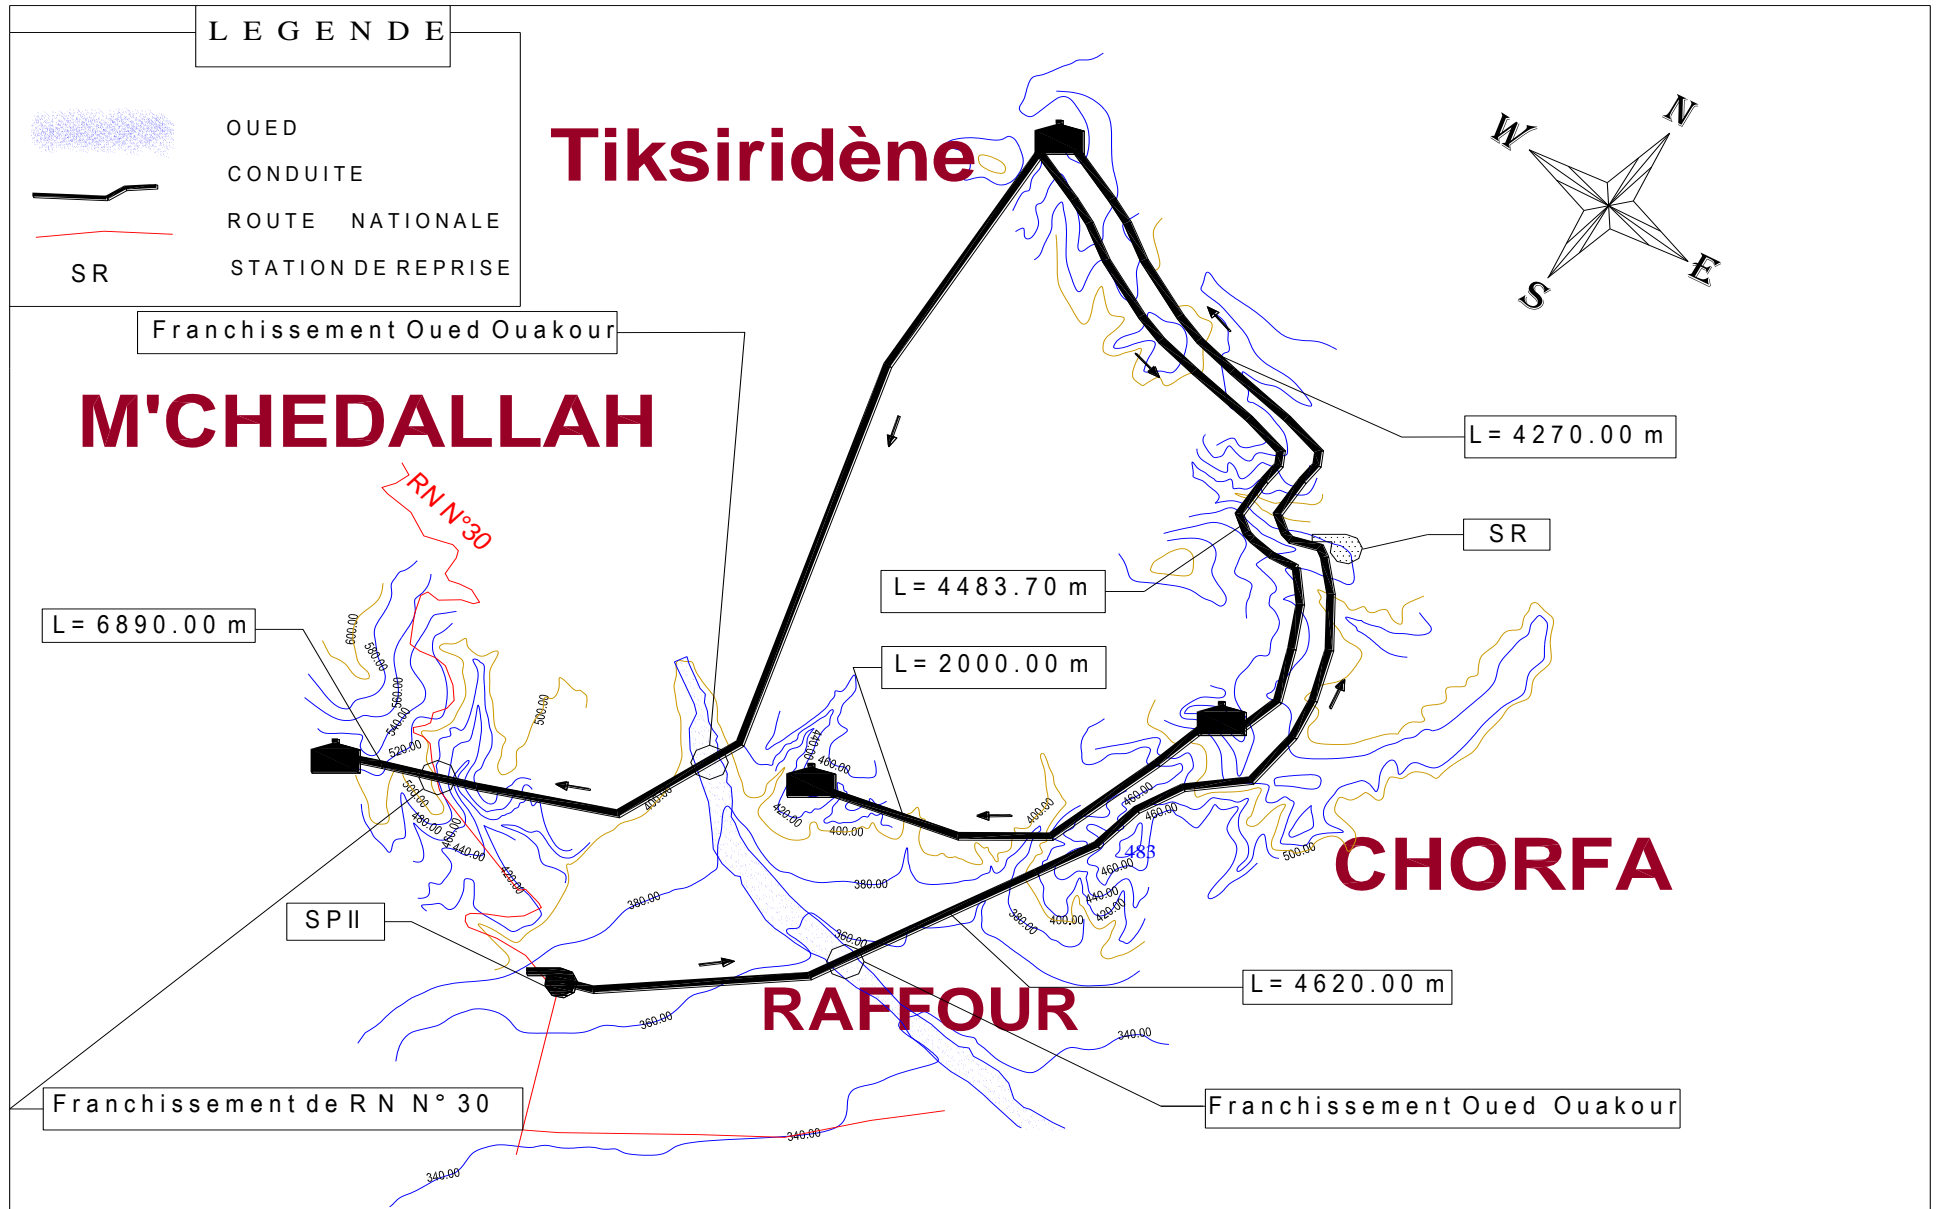 LEGENDE
OUED
CONDUITE
ROUTE NATIONALE
SR
STATION DE REPRISE
Tiksiridène
N
W
E
S
Franchissement Oued Ouakour
M'CHEDALLAH
RN N°30
L= 4270.00 m
SR
L= 4483.70 m
L= 6890.00 m
L= 2000.00 m
600.00
580.00
560.00
540.00
520.00
500.00
500.00
480.00
460.00
440.00
420.00
400.00
440.00
460.00
420.00
400.00
400.00
460.00
460.00
483
460.00
440.00
420.00
400.00
380.00
500.00
CHORFA
380.00
380.00
SPII
360.00
360.00
RAFFOUR
L= 4620.00 m
340.00
Franchissement de RN N° 30
Franchissement Oued Ouakour
340.00
340.00